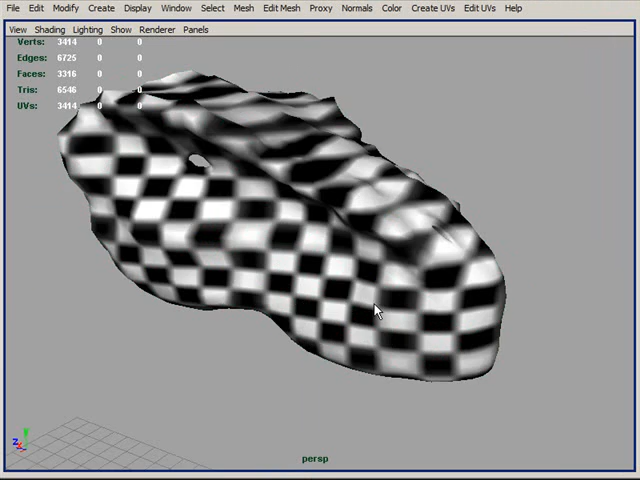 File Edit Modify Create Display Window Select Mesh Edit Mesh Proxy Normals Color Create UVs Edit UVs Help
View Shading Lighting Show Renderer Panels
Verts: 3414 0 0
Edges: 6725 0 0
Faces: 3316 0 0
Tris: 6546 0 0
UVs: 3414 0 0
persp